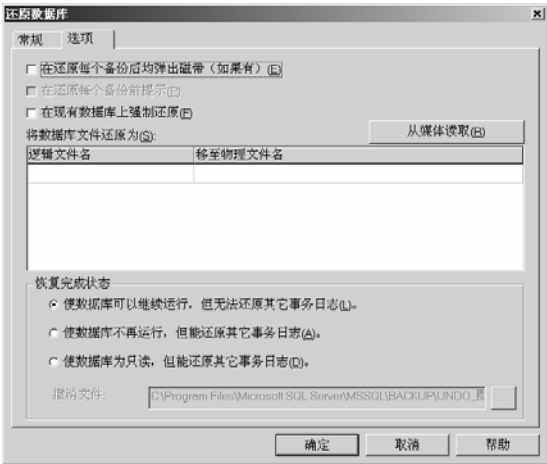 还原数据库
常规 选项
在还原每个备份后均弹出磁带（如果有）(E)
在还原每个备份前提示(P)
在现有数据库上强制还原(F)
将数据库文件还原为(S):
从媒体读取(R)
逻辑文件名 移至物理文件名
恢复完成状态
使数据库可以继续运行，但无法还原其它事务日志(L)。
使数据库不再运行，但能还原其它事务日志(A)。
使数据库为只读，但能还原其它事务日志(D)。
撤消文件: C:\Program Files\Microsoft SQL Server\MSSQL\BACKUP\UNDO_
...
确定 取消 帮助